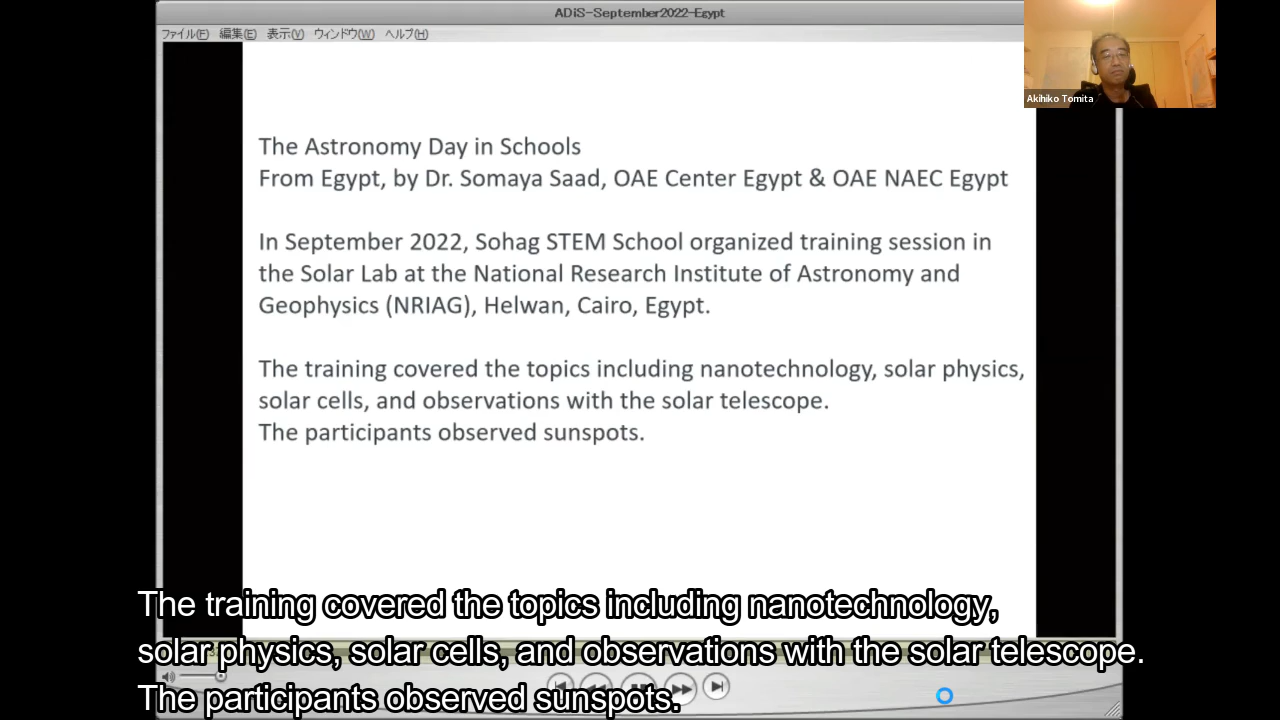 ADiS-September2022-Egypt
ファイル(F) 編集(E) 表示(V) ウィンドウ(W) ヘルプ(H)
Akihiko Tomita
The Astronomy Day in Schools
From Egypt, by Dr. Somaya Saad, OAE Center Egypt & OAE NAEC Egypt
In September 2022, Sohag STEM School organized training session in
the Solar Lab at the National Research Institute of Astronomy and
Geophysics (NRIAG), Helwan, Cairo, Egypt.
The training covered the topics including nanotechnology, solar physics,
solar cells, and observations with the solar telescope.
The participants observed sunspots.
The training covered the topics including nanotechnology,
solar physics, solar cells, and observations with the solar telescope.
The participants observed sunspots.